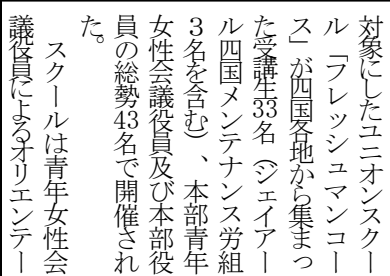 対象にしたユニオンスクー
ル「フレッシュマンコー
ス」が四国各地から集まっ
た受講生33名（ジェイアー
ル四国メンテナンス労組
３名を含む）、本部青年
女性会議役員及び本部役
員の総勢43名で開催され
た。
　スクールは青年女性会
議役員によるオリエンテー